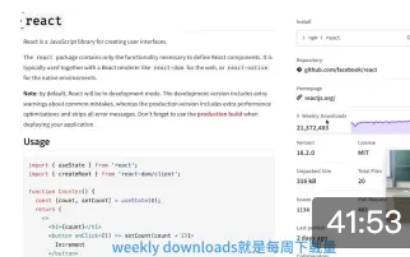 react
React is a JavaScript library for creating user interfaces.
The react package contains only the functionality necessary to define React components. It is
typically used together with a React renderer like react-dom for the web, or react-native
for the native environments.
Note: by default, React will be in development mode. The development version includes extra
warnings about common mistakes, whereas the production version includes extra performance
optimizations and strips all error messages. Don't forget to use the production build when
deploying your application.
Usage
import { useState } from 'react';
import { createRoot } from 'react-dom/client';
function Counter() {
const [count, setCount] = useState(0);
return (
<>
<h1>{count}</h1>
<button onClick={() => setCount(count + 1)}>
Increment
</button>
Install
> npm i react
Repository
github.com/facebook/react
Homepage
reactjs.org/
Weekly Downloads
21,372,483
Version
License
18.2.0
MIT
Unpacked Size
Total Files
316 kB
20
Issues
1134
2 days ago
41:53
weekly downloads就是每周下载量